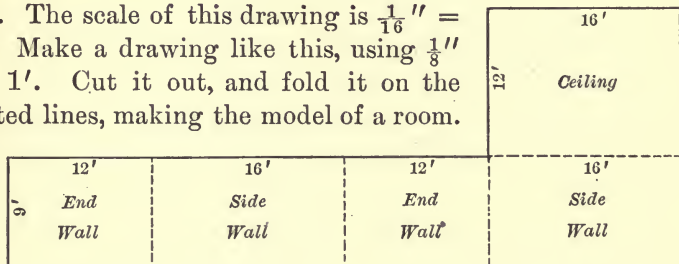 . The scale of this drawing is 1/16" =
Make a drawing like this, using 1/8"
1'. Cut it out, and fold it on the
ted lines, making the model of a room.
16'
12'
Ceiling
12' 16' 12' 16'
9'
End Side End Side
Wall Wall Wall Wall